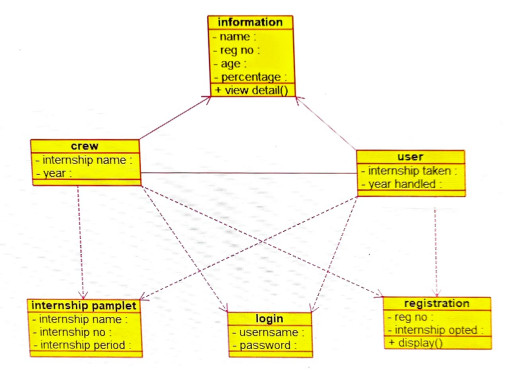 information
- name :
- reg no :
- age :
- percentage :
+ view detail()
crew
- internship name :
- year :
user
- internship taken :
- year handled :
internship pamplet
- internship name :
- internship no :
- internship period :
login
- usernsame :
- password :
registration
- reg no :
- internship opted :
+ display()